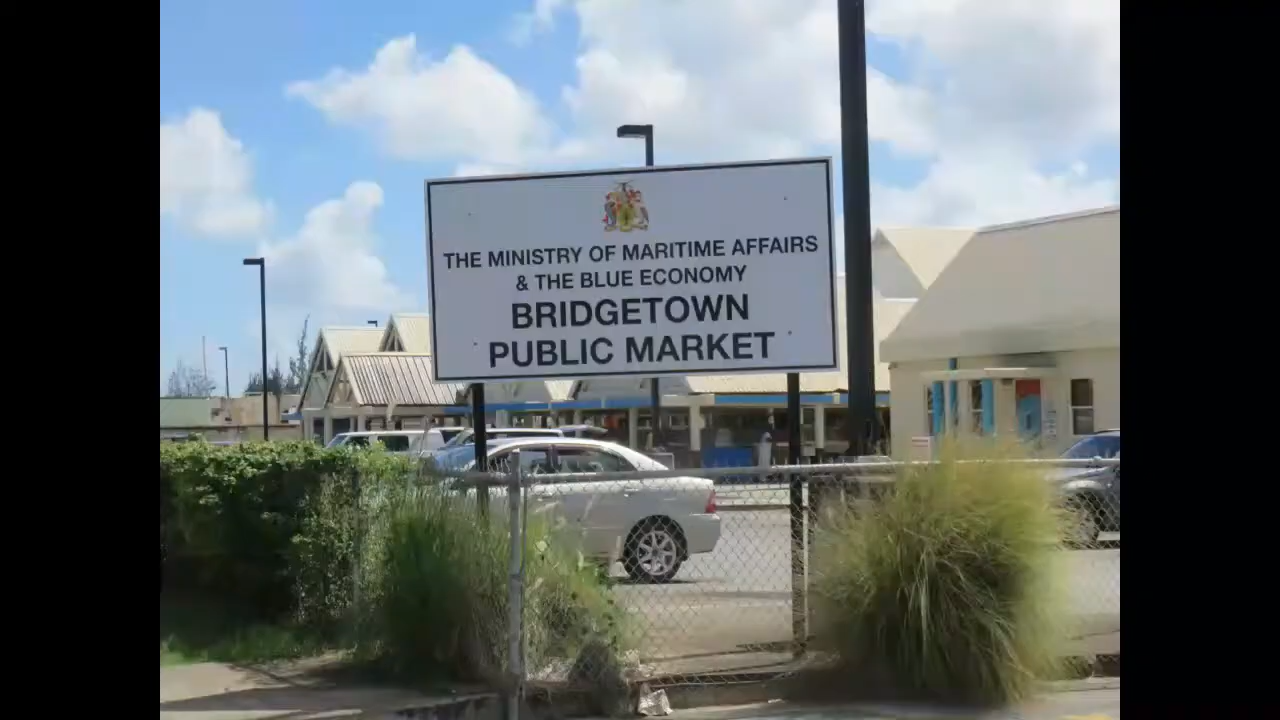 THE MINISTRY OF MARITIME AFFAIRS
& THE BLUE ECONOMY
BRIDGETOWN
PUBLIC MARKET